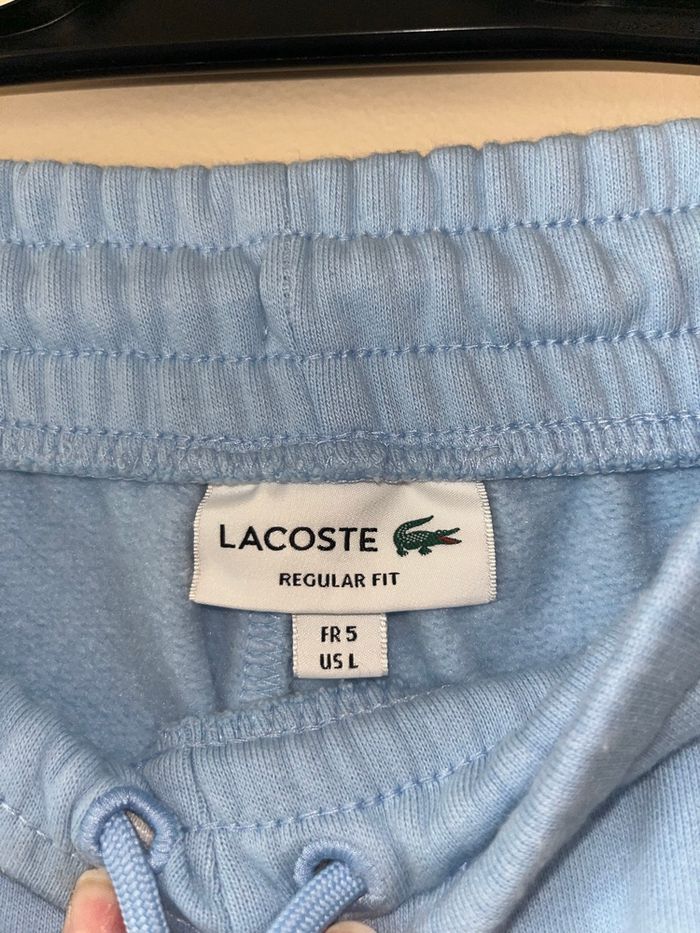 LACOSTE
REGULAR FIT
FR 5
US L